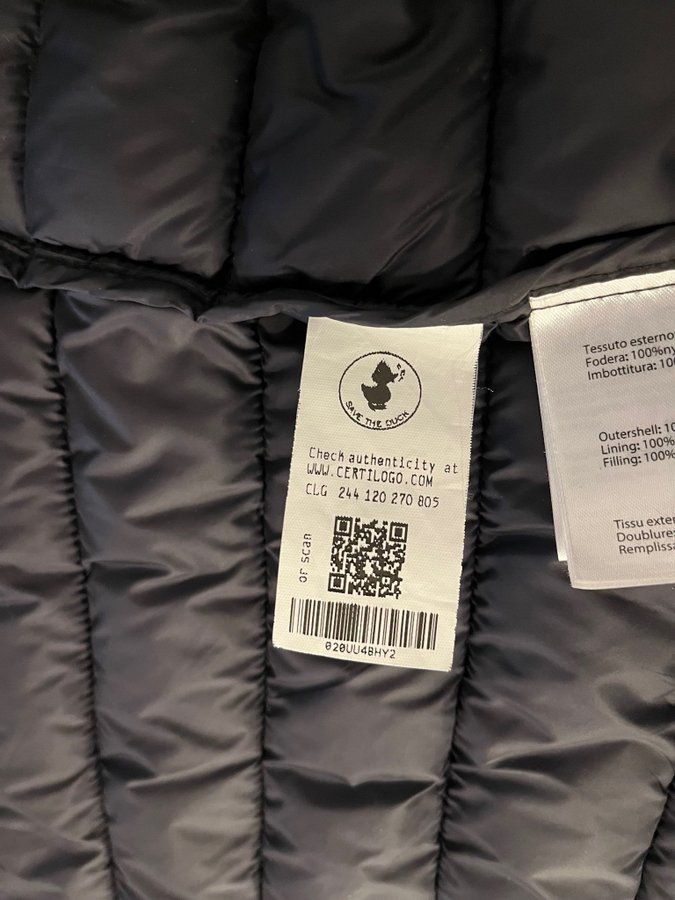 SAVE THE DUCK
Check authenticity at
WWW.CERTILOGO.COM
CLG 244 120 270 805
or scan
020UU48HY2
Tessuto esterno
Fodera: 100%ny
Imbottitura: 10
Outershell: 10
Lining: 100%
Filling: 100%
Tissu exter
Doublure:
Remplissa